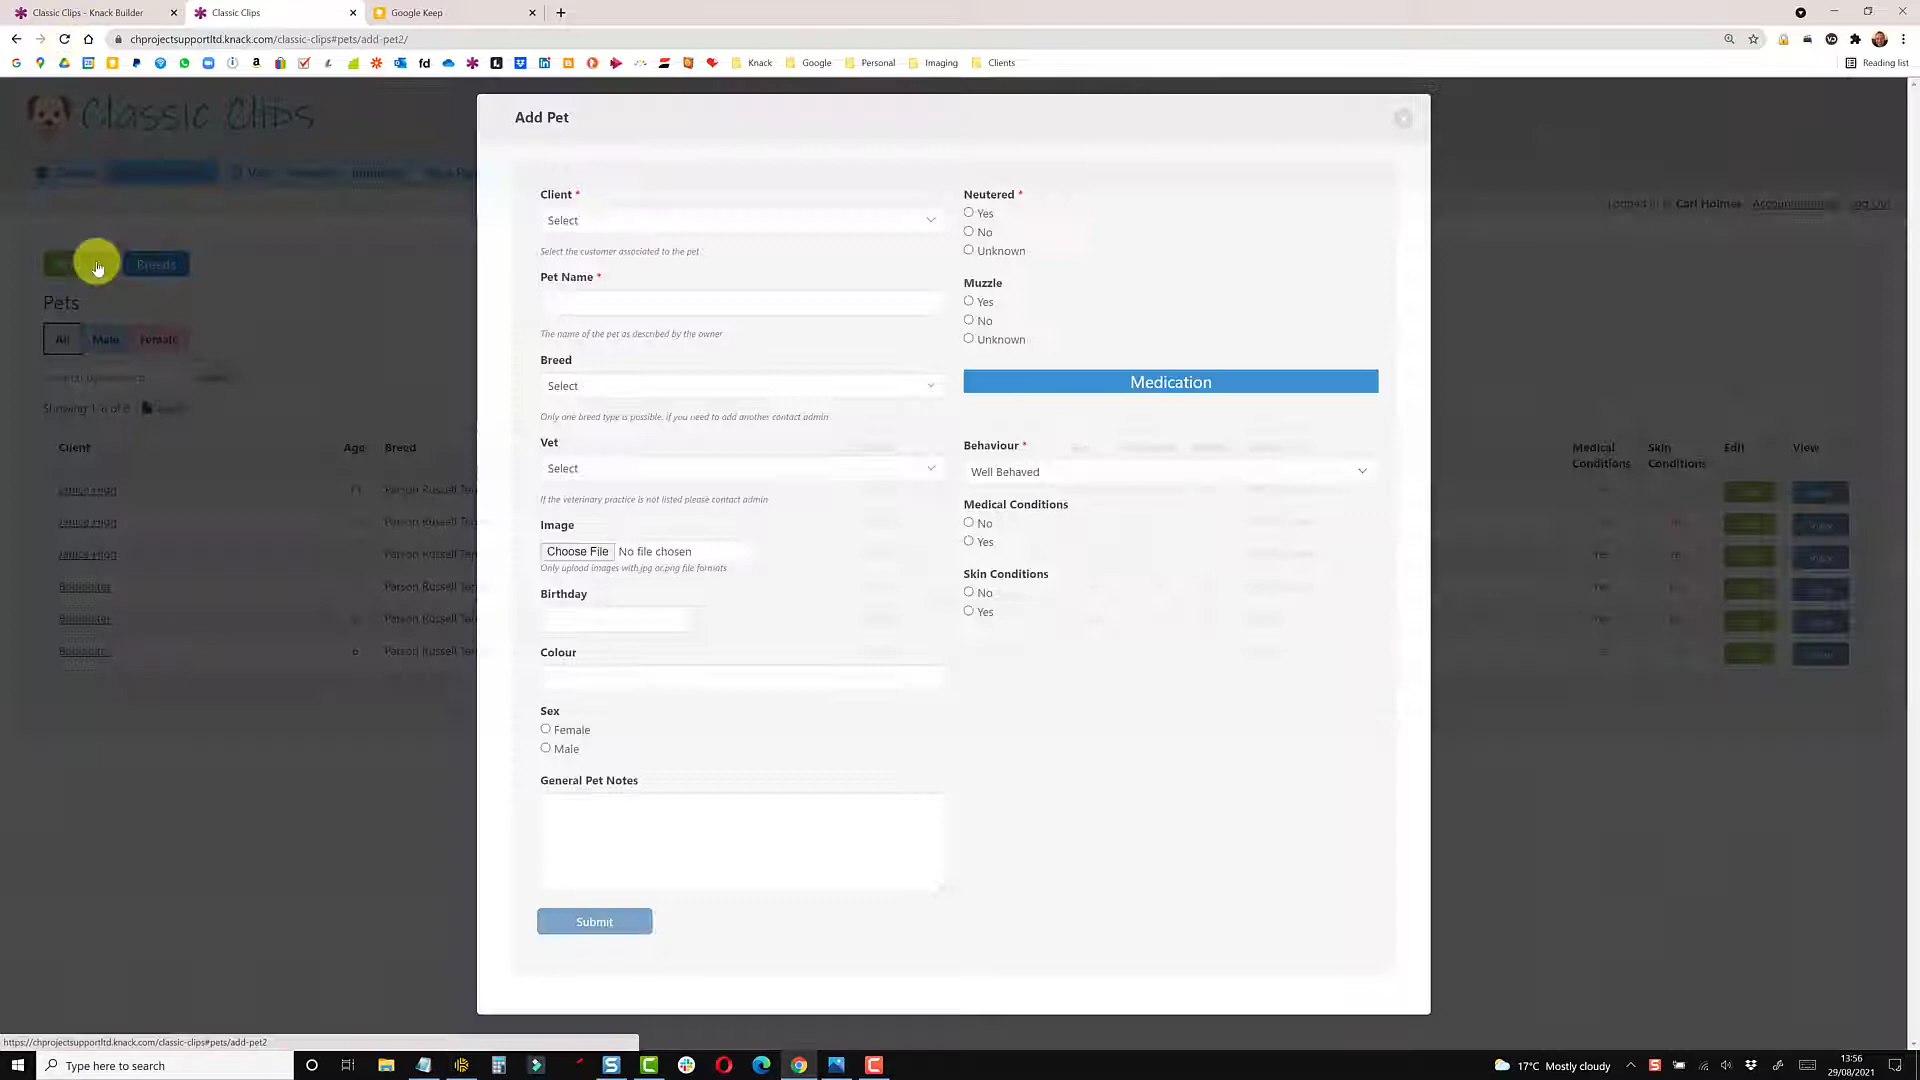 Classic Clips - Knack Builder
Classic Clips
Google Keep
chprojectsupportltd.knack.com/classic-clips#pets/add-pet2/
Knack
Google
Personal
Imaging
Clients
Reading list
Classic Clips
Add Pet
Carl Holmes
Log Out
Breeds
Pets
All
Male
Female
Client
Age
Breed
Medical Conditions
Skin Conditions
Edit
View
Client *
Select
Select the customer associated to the pet
Pet Name *
The name of the pet as described by the owner
Breed
Select
Only one breed type is possible, if you need to add another contact admin
Vet
Select
If the veterinary practice is not listed please contact admin
Image
Choose File No file chosen
Only upload images with.jpg or.png file formats
Birthday
Colour
Sex
Female
Male
General Pet Notes
Submit
Neutered *
Yes
No
Unknown
Muzzle
Yes
No
Unknown
Medication
Behaviour *
Well Behaved
Medical Conditions
No
Yes
Skin Conditions
No
Yes
https://chprojectsupportltd.knack.com/classic-clips#pets/add-pet2
Type here to search
17°C Mostly cloudy
13:56
29/08/2021